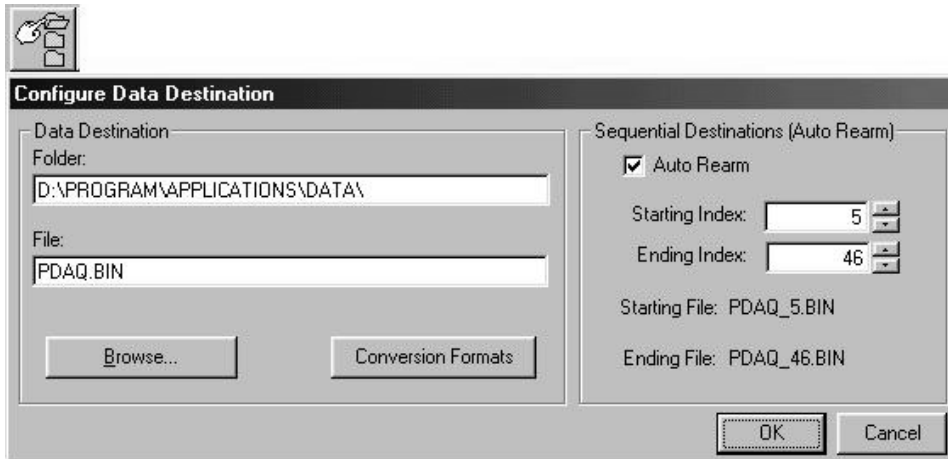 Configure Data Destination
Data Destination
Folder:
D:\PROGRAM\APPLICATIONS\DATA\
File:
PDAQ.BIN
Browse...
Conversion Formats
Sequential Destinations (Auto Rearm)
Auto Rearm
Starting Index: 5
Ending Index: 46
Starting File: PDAQ_5.BIN
Ending File: PDAQ_46.BIN
OK
Cancel